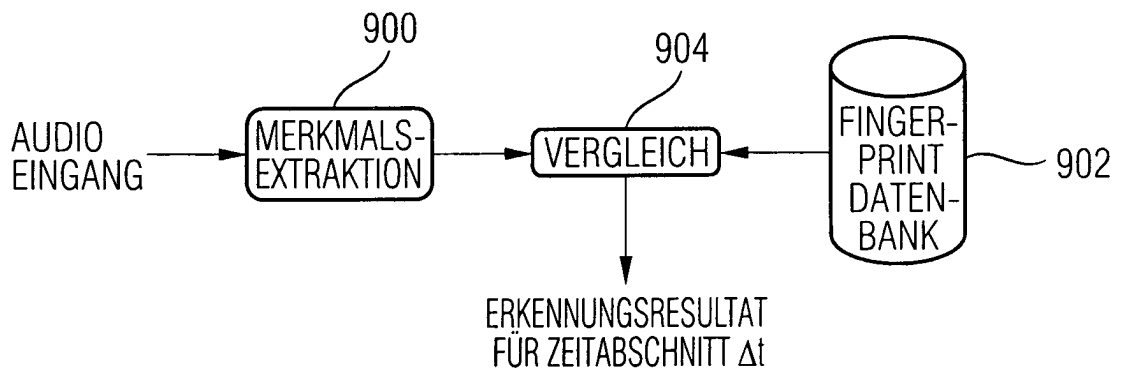 900
904
AUDIO
EINGANG
MERKMALS-
EXTRAKTION
VERGLEICH
FINGER-
PRINT
DATEN-
BANK
902
ERKENNUNGSRESULTAT
FÜR ZEITABSCHNITT Δt